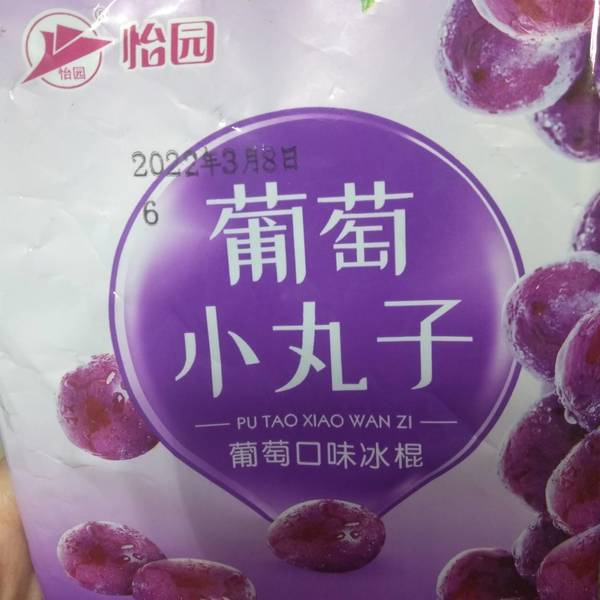 怡园
怡园
2022年3月8日
6
葡萄
小丸子
PU TAO XIAO WAN ZI
葡萄口味冰棍